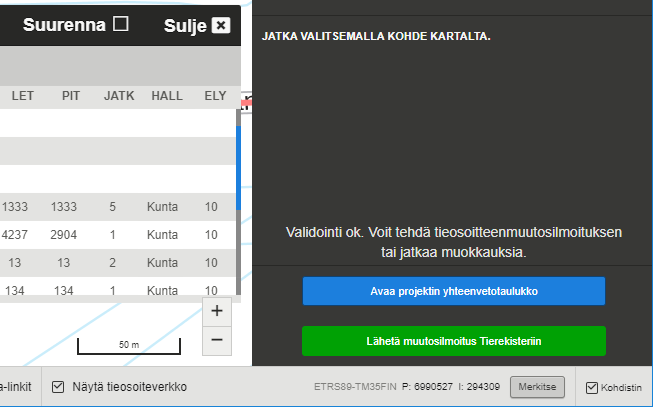 Suurenna Sulje
LET PIT JATK HALL ELY
1333 1333 5 Kunta 10
4237 2904 1 Kunta 10
13 13 2 Kunta 10
134 134 1 Kunta 10
+
−
50 m
JATKA VALITSEMALLA KOHDE KARTALTA.
Validointi ok. Voit tehdä tieosoitteenmuutosilmoituksen
tai jatkaa muokkauksia.
Avaa projektin yhteenvetotaulukko
Lähetä muutosilmoitus Tierekisteriin
a-linkit Näytä tieosoiteverkko ETRS89-TM35FIN P: 6990527 I: 294309 Merkitse Kohdistin